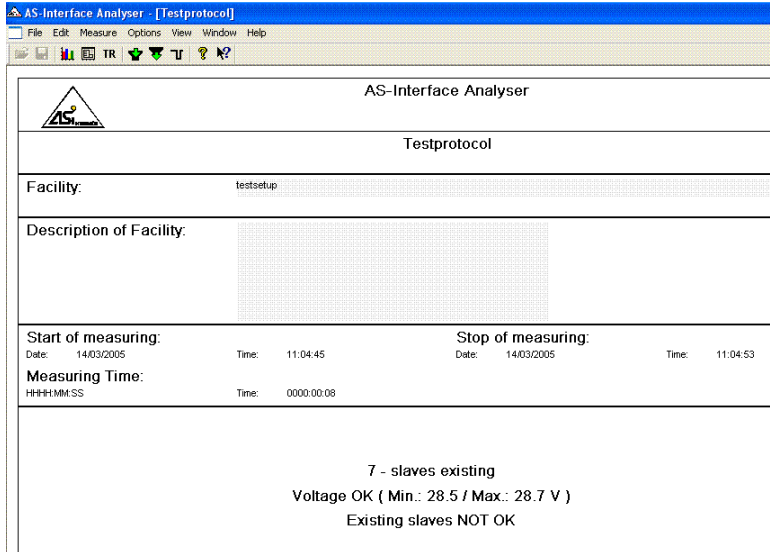 AS-Interface Analyser - [Testprotocol]
File Edit Measure Options View Window Help
TR
AS-Interface Analyser
Testprotocol
Facility: testsetup
Description of Facility:
Start of measuring: Stop of measuring:
Date: 14/03/2005 Time: 11:04:45 Date: 14/03/2005 Time: 11:04:53
Measuring Time:
HHHH:MM:SS Time: 0000:00:08
7 - slaves existing
Voltage OK ( Min.: 28.5 / Max.: 28.7 V )
Existing slaves NOT OK